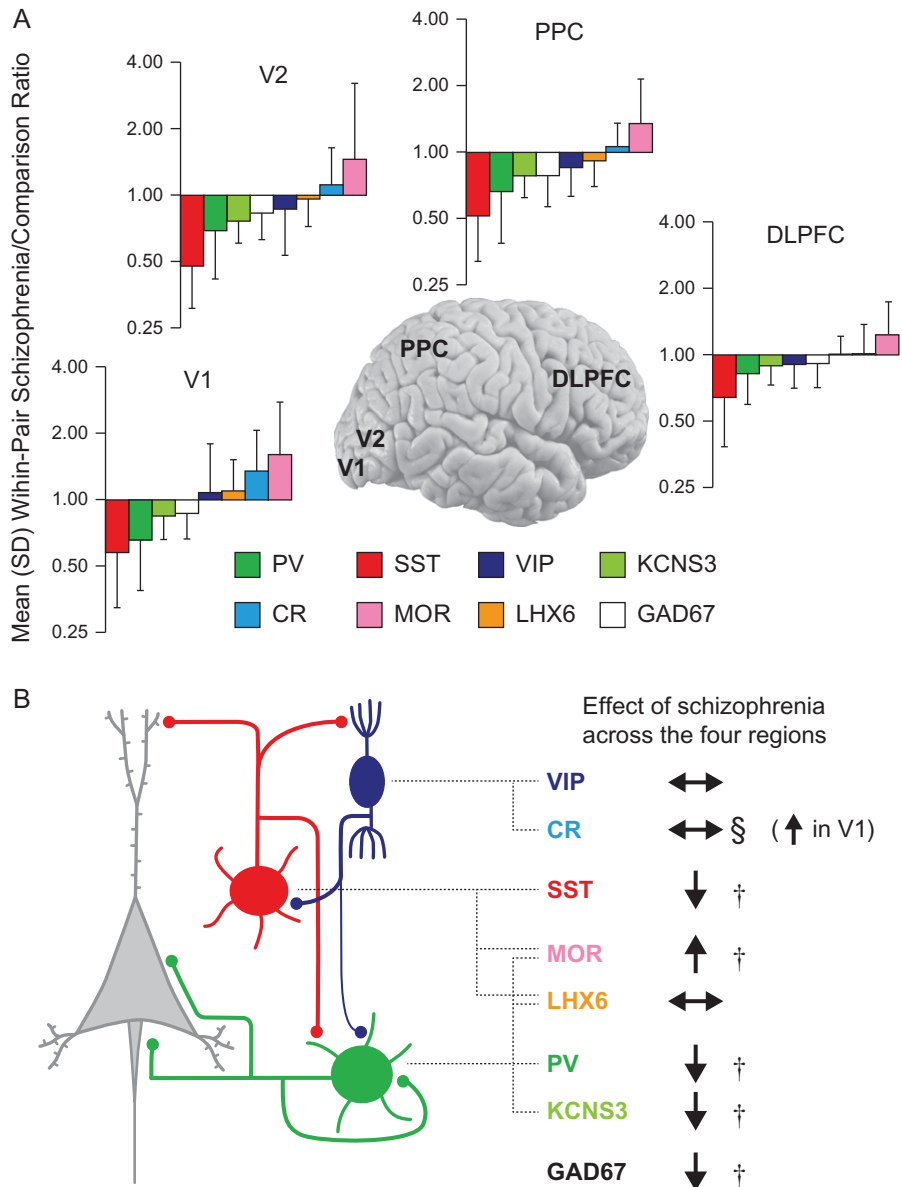 A
Mean (SD) Wihin-Pair Schizophrenia/Comparison Ratio
V2
4.00
2.00
1.00
0.50
0.25
PPC
4.00
2.00
1.00
0.50
0.25
DLPFC
4.00
2.00
1.00
0.50
0.25
V1
4.00
2.00
1.00
0.50
0.25
PPC
DLPFC
V2
V1
PV SST VIP KCNS3
CR MOR LHX6 GAD67
B
Effect of schizophrenia
across the four regions
VIP ↔
CR ↔ § (↑ in V1)
SST ↓ †
MOR ↑ †
LHX6 ↔
PV ↓ †
KCNS3 ↓ †
GAD67 ↓ †